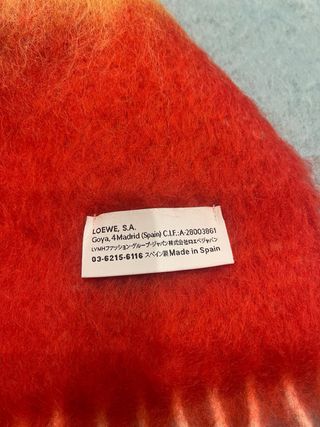 LOEWE, S.A.
Goya, 4 Madrid (Spain) C.I.F.:A-28003861
LVMHファッション・グループ・ジャパン株式会社ロエベジャパン
03-6215-6116 スペイン製 Made in Spain